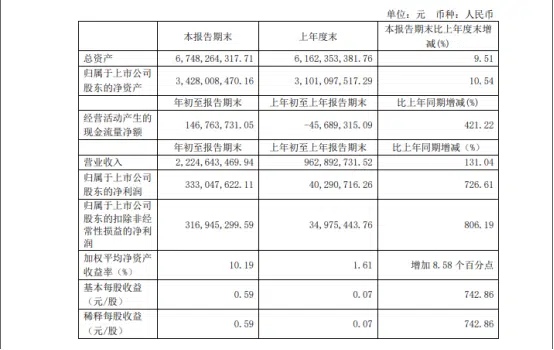 单位：元 币种：人民币
本报告期末 上年度末 本报告期末比上年度末增
减(%)
总资产 6,748,264,317.71 6,162,353,381.76 9.51
归属于上市公司
股东的净资产 3,428,008,470.16 3,101,097,517.29 10.54
年初至报告期末 上年初至上年报告期末 比上年同期增减(%)
经营活动产生的
现金流量净额 146,763,731.05 -45,689,315.09 421.22
年初至报告期末 上年初至上年报告期末 比上年同期增减（%）
营业收入 2,224,643,469.94 962,892,731.52 131.04
归属于上市公司
股东的净利润 333,047,622.11 40,290,716.26 726.61
归属于上市公司
股东的扣除非经
常性损益的净利
润 316,945,299.59 34,975,443.76 806.19
加权平均净资产
收益率（%） 10.19 1.61 增加 8.58 个百分点
基本每股收益
（元/股） 0.59 0.07 742.86
稀释每股收益
（元/股） 0.59 0.07 742.86